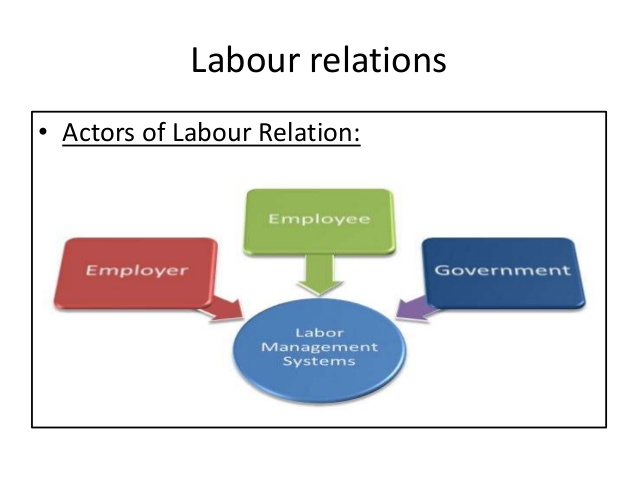 Labour relations
• Actors of Labour Relation:
Employee
Employer
Government
Labor
Management
Systems